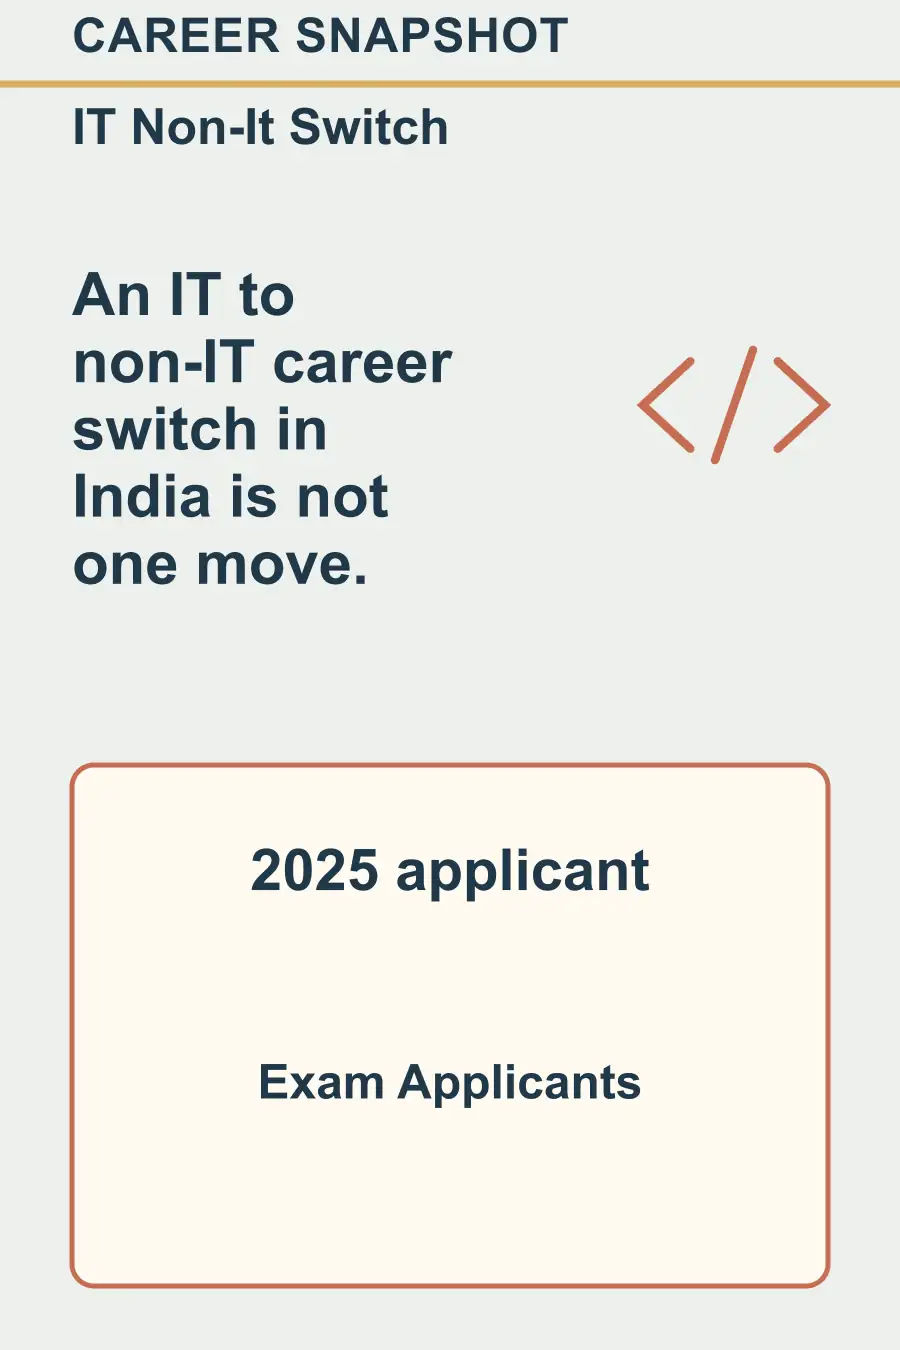 CAREER SNAPSHOT
IT Non-It Switch
An IT to
non-IT career
switch in
India is not
one move.
2025 applicant
Exam Applicants